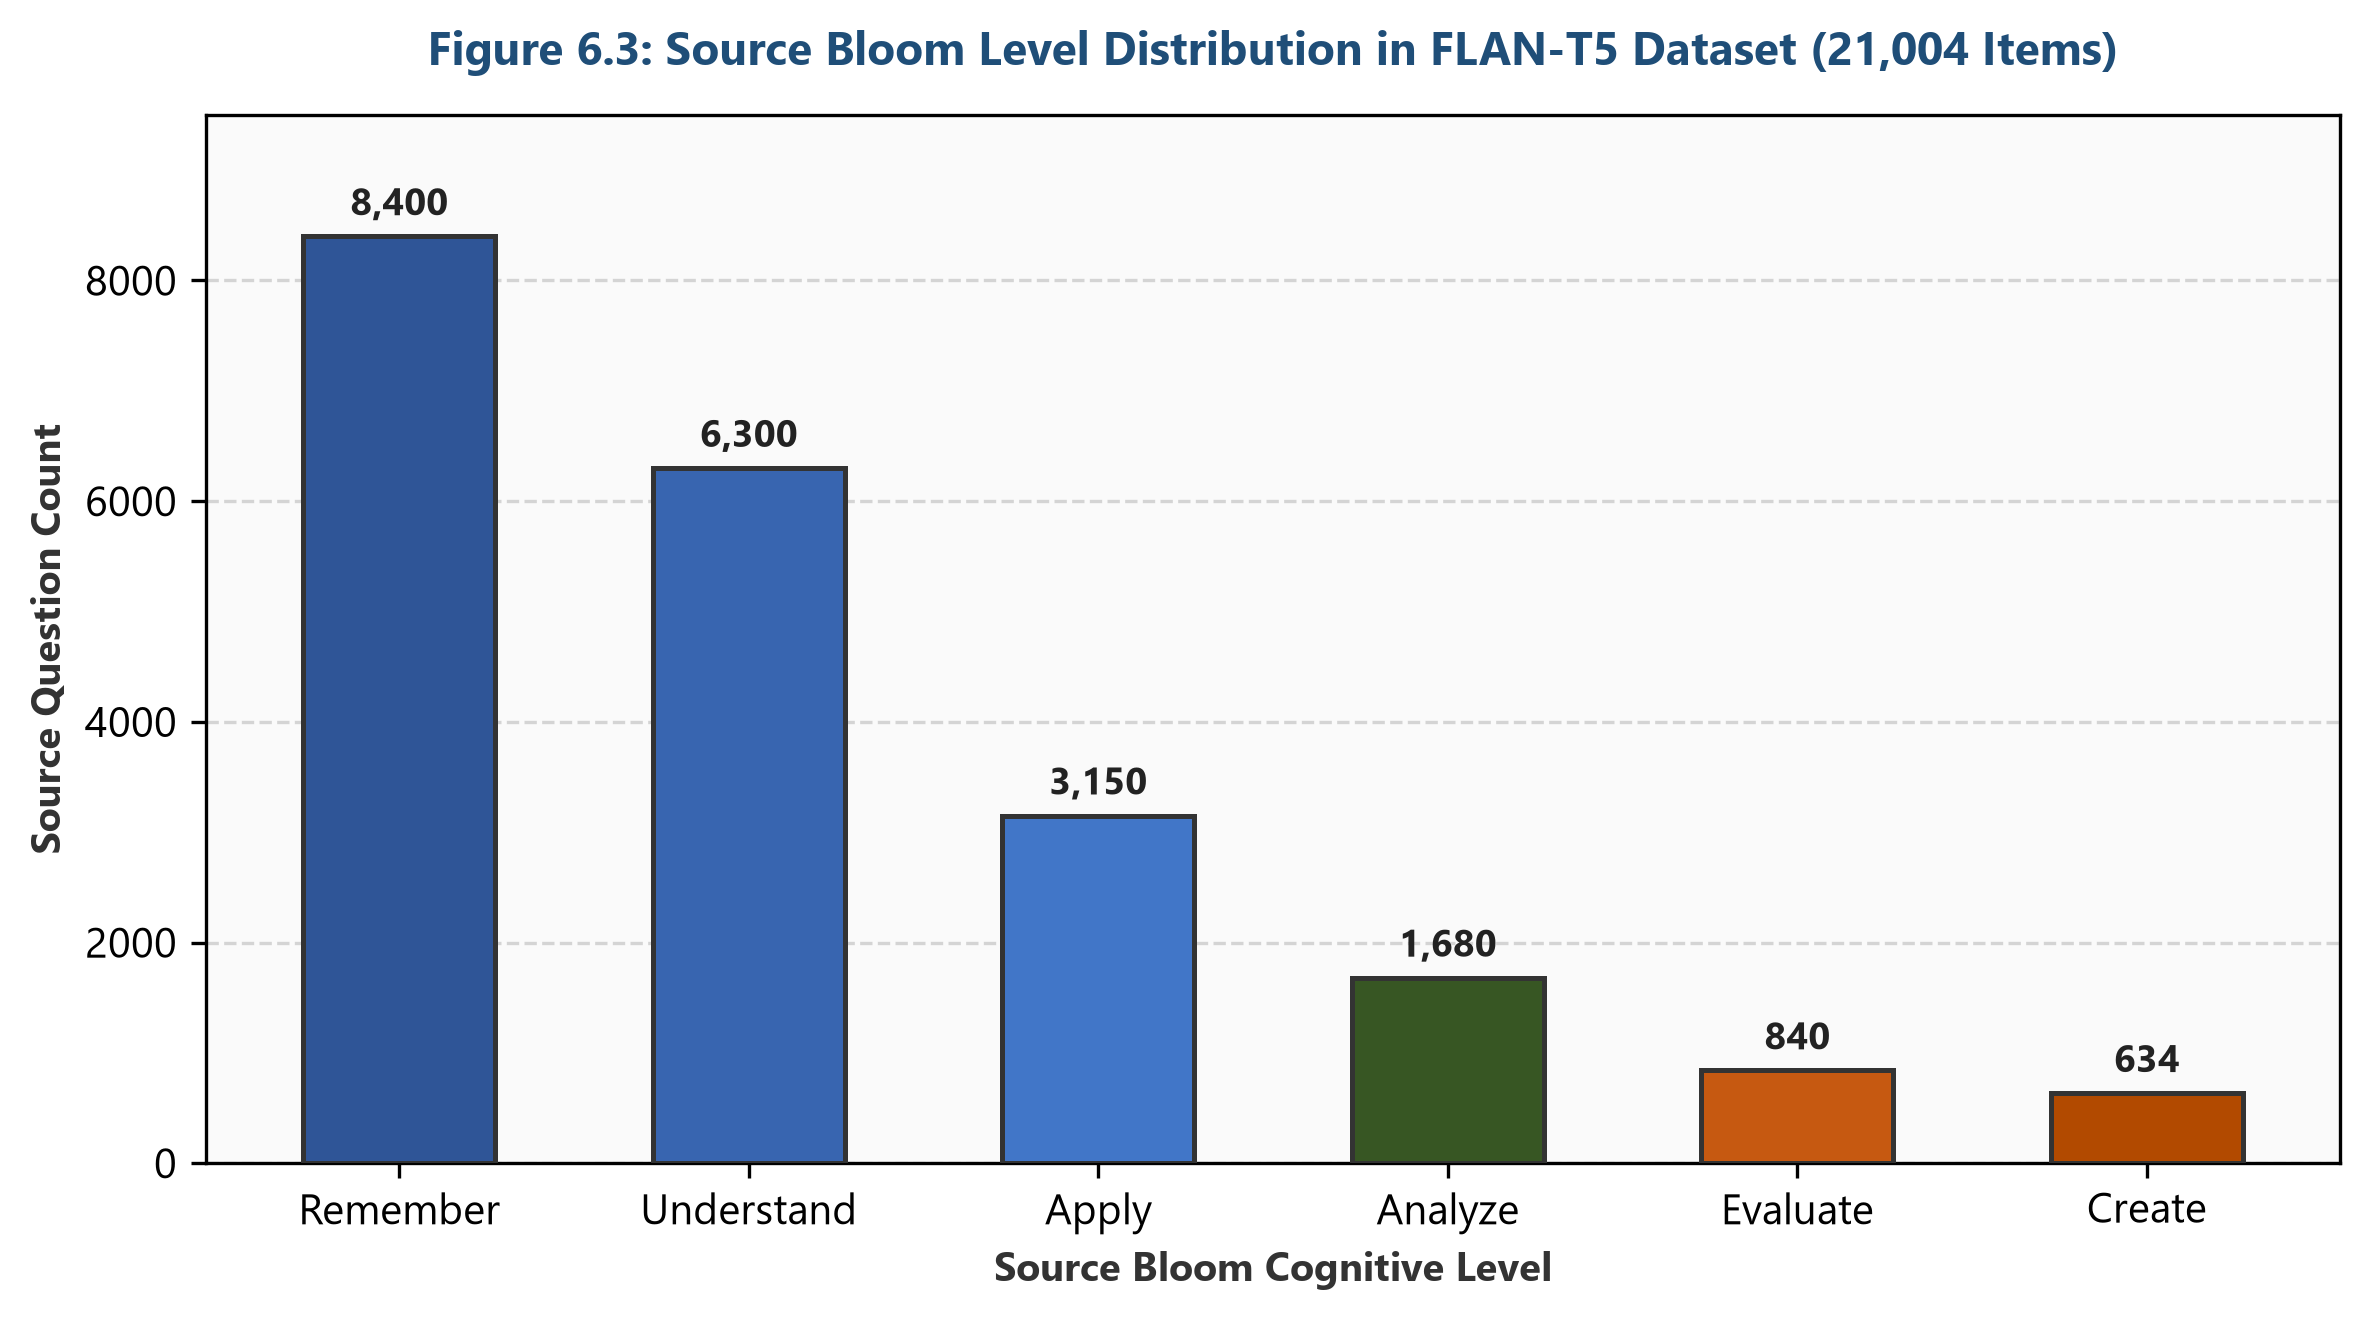 Figure 6.3: Source Bloom Level Distribution in FLAN-T5 Dataset (21,004 Items)
Source Question Count
8000
6000
4000
2000
0
8,400
6,300
3,150
1,680
840
634
Remember
Understand
Apply
Analyze
Evaluate
Create
Source Bloom Cognitive Level